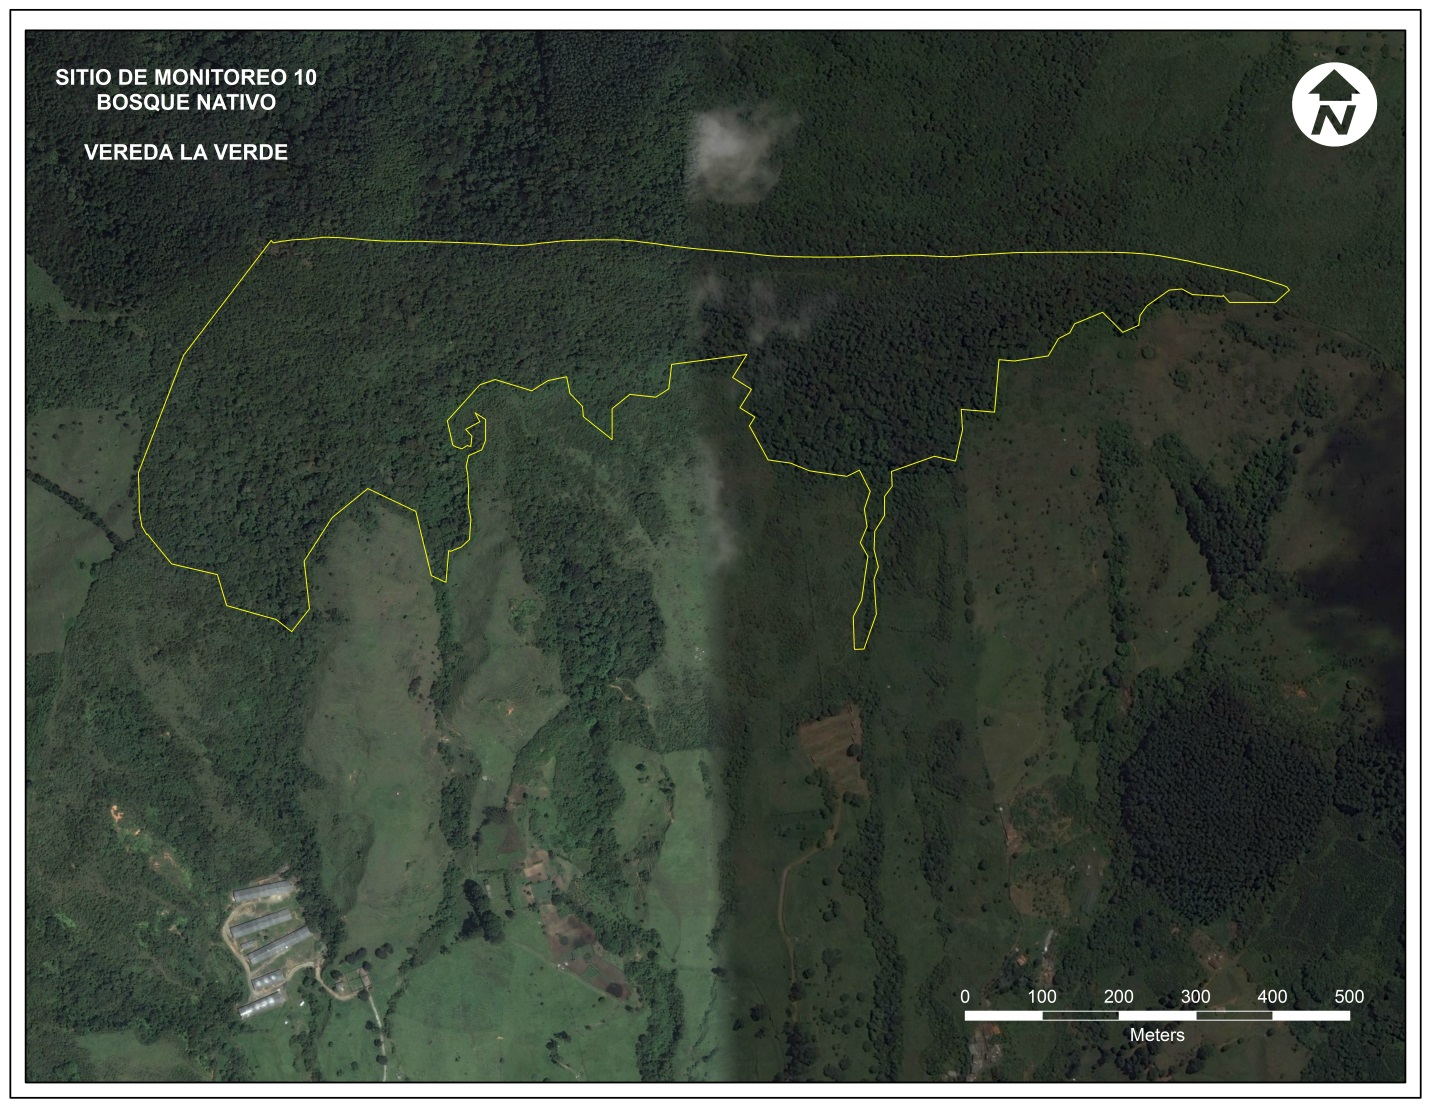 SITIO DE MONITOREO 10
BOSQUE NATIVO
VEREDA LA VERDE
N
0 100 200 300 400 500
Meters